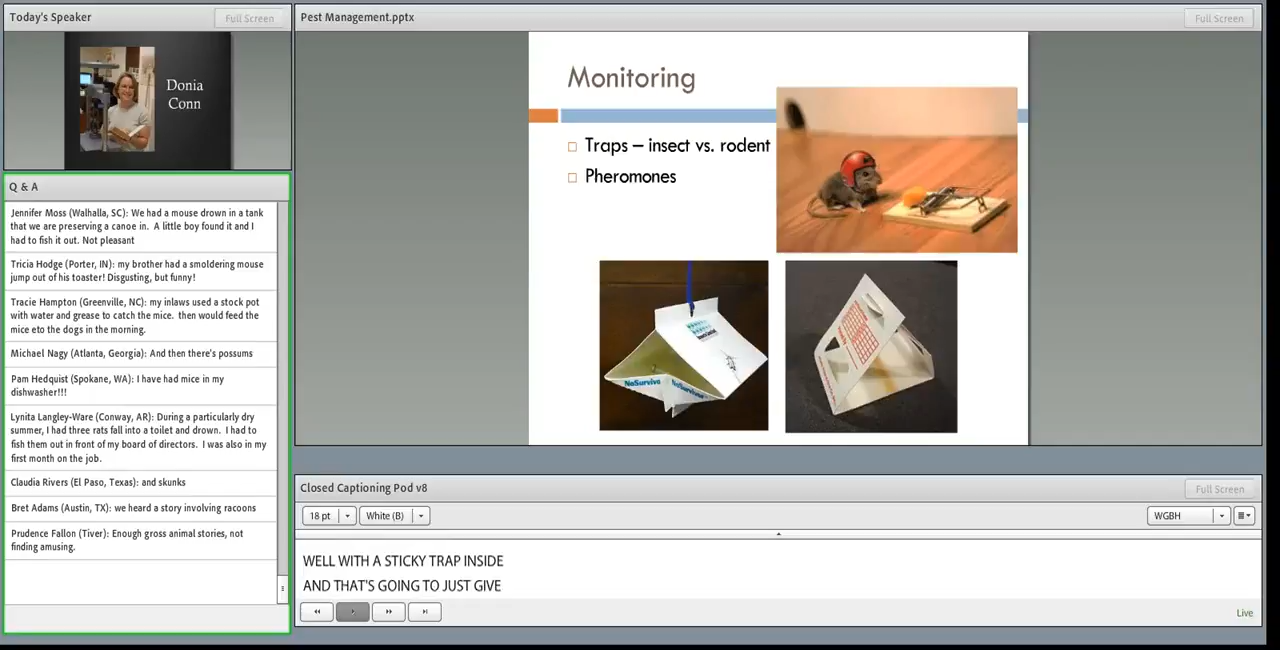 Today's Speaker
Full Screen
Donia
Conn
Q & A
Jennifer Moss (Walhalla, SC): We had a mouse drown in a tank
that we are preserving a canoe in. A little boy found it and I
had to fish it out. Not pleasant
Tricia Hodge (Porter, IN): my brother had a smoldering mouse
jump out of his toaster! Disgusting, but funny!
Tracie Hampton (Greenville, NC): my inlaws used a stock pot
with water and grease to catch the mice. then would feed the
mice eto the dogs in the morning.
Michael Nagy (Atlanta, Georgia): And then there's possums
Pam Hedquist (Spokane, WA): I have had mice in my
dishwasher!!!
Lynita Langley-Ware (Conway, AR): During a particularly dry
summer, I had three rats fall into a toilet and drown. I had to
fish them out in front of my board of directors. I was also in my
first month on the job.
Claudia Rivers (El Paso, Texas): and skunks
Bret Adams (Austin, TX): we heard a story involving racoons
Prudence Fallon (Tiver): Enough gross animal stories, not
finding amusing.
Pest Management.pptx
Full Screen
Monitoring
Traps – insect vs. rodent
Pheromones
NoSurvivor
Closed Captioning Pod v8
Full Screen
18 pt
White (B)
WGBH
WELL WITH A STICKY TRAP INSIDE
AND THAT'S GOING TO JUST GIVE
Live